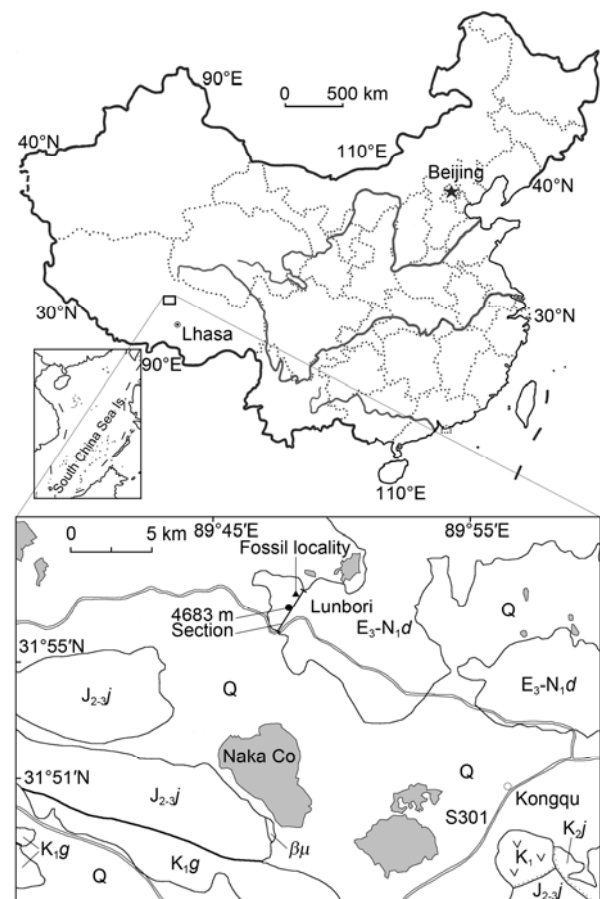 90°E
0 500 km
40°N
110°E
Beijing
40°N
30°N
Lhasa
30°N
90°E
South China Sea Is.
110°E
0 5 km
89°45′E
89°55′E
Fossil locality
4683 m
Lunbori
Q
Section
E₃-N₁d
31°55′N
J₂₋₃j
Q
E₃-N₁d
Naka Co
31°51′N
Q
J₂₋₃j
S301
Kongqu
K₂j
K₁g
βμ
K₁
K₁g
Q
J₂₋₃j